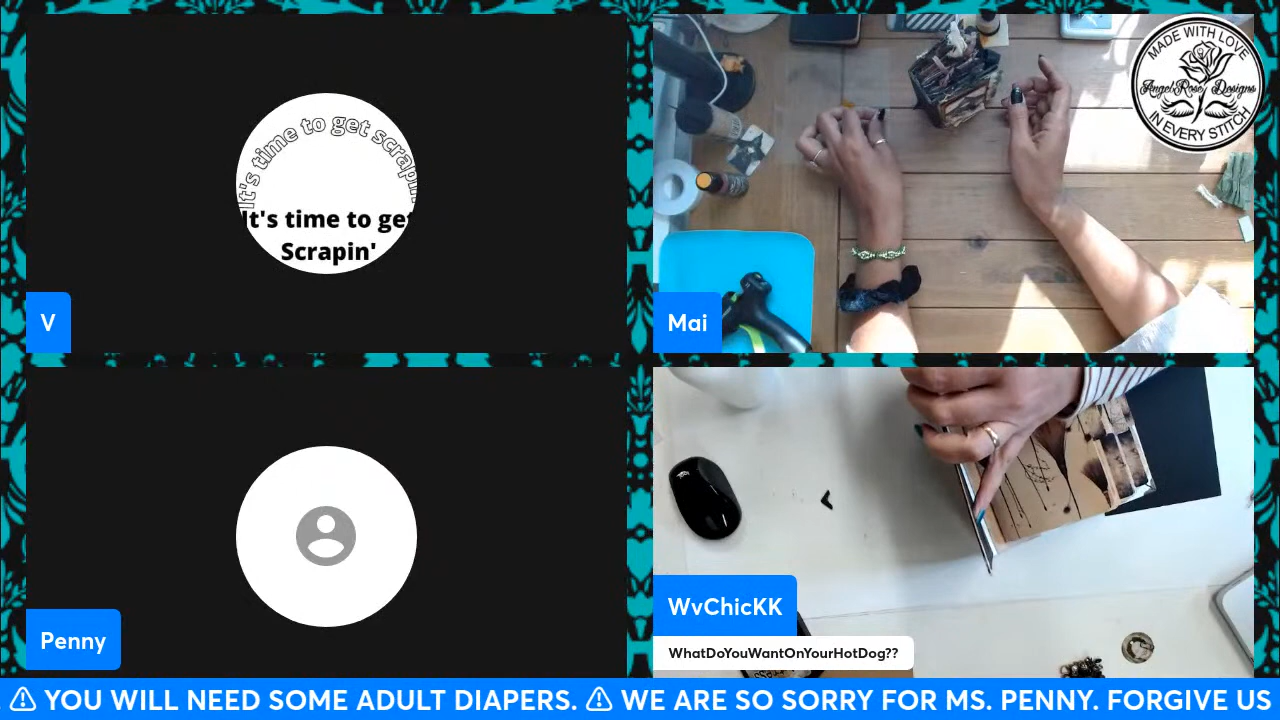 It's time to get scrapin'
It's time to get
Scrapin'
V
MADE WITH LOVE
AngelRose Designs
IN EVERY STITCH
Mai
Penny
WvChicKK
WhatDoYouWantOnYourHotDog??
⚠ YOU WILL NEED SOME ADULT DIAPERS. ⚠ WE ARE SO SORRY FOR MS. PENNY. FORGIVE US